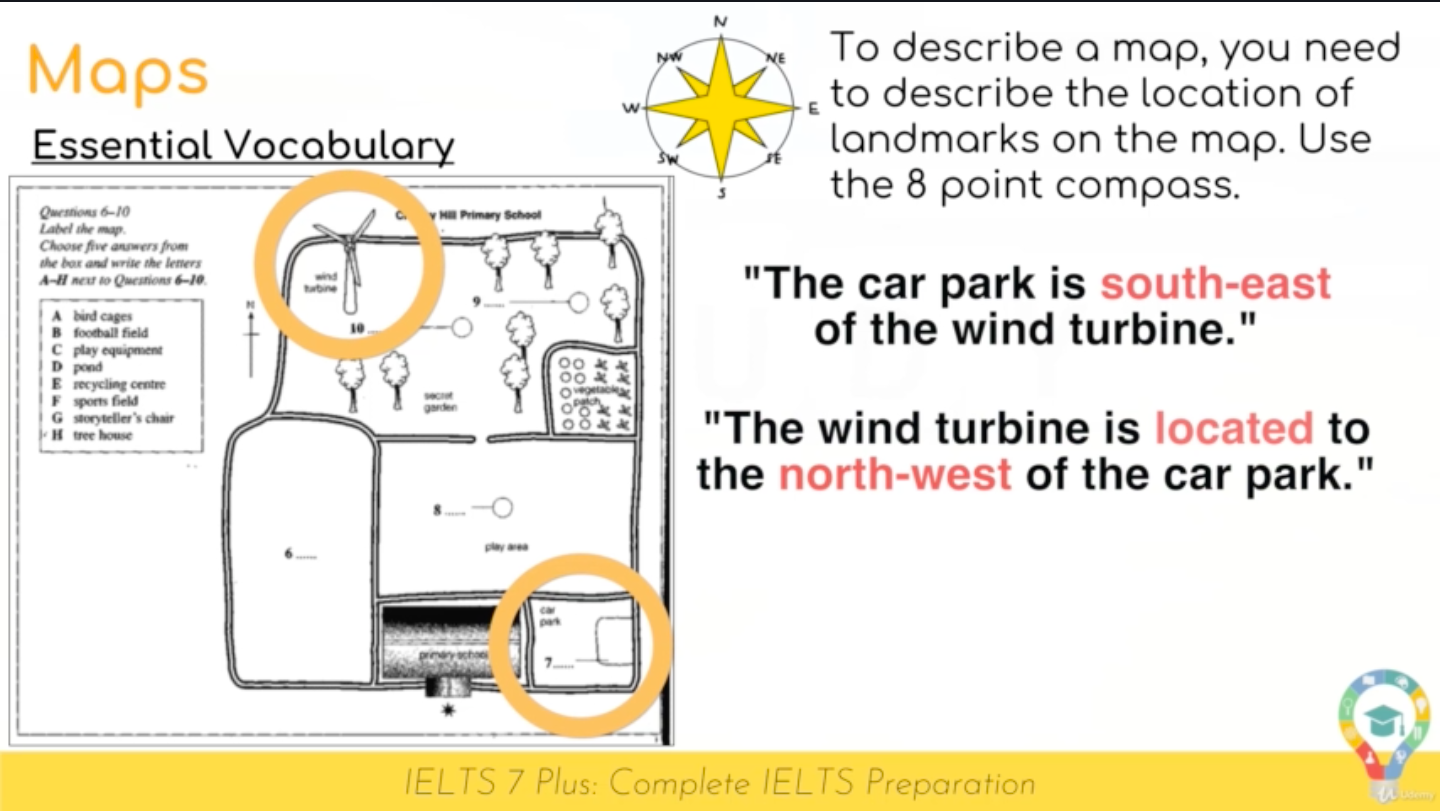 Maps
Essential Vocabulary
N
NW
NE
W
E
SW
SE
S
To describe a map, you need
to describe the location of
landmarks on the map. Use
the 8 point compass.
Questions 6–10
Label the map.
Choose five answers from
the box and write the letters
A–H next to Questions 6–10.
A bird cages
B football field
C play equipment
D pond
E recycling centre
F sports field
G storyteller's chair
H tree house
N
Hill Primary School
wind
turbine
9 ......
10 ...
secret
garden
vegetable
patch
8 ......
play area
6 ......
car
park
primary school
7 ......
"The car park is south-east
of the wind turbine."
"The wind turbine is located to
the north-west of the car park."
IELTS 7 Plus: Complete IELTS Preparation
Udemy